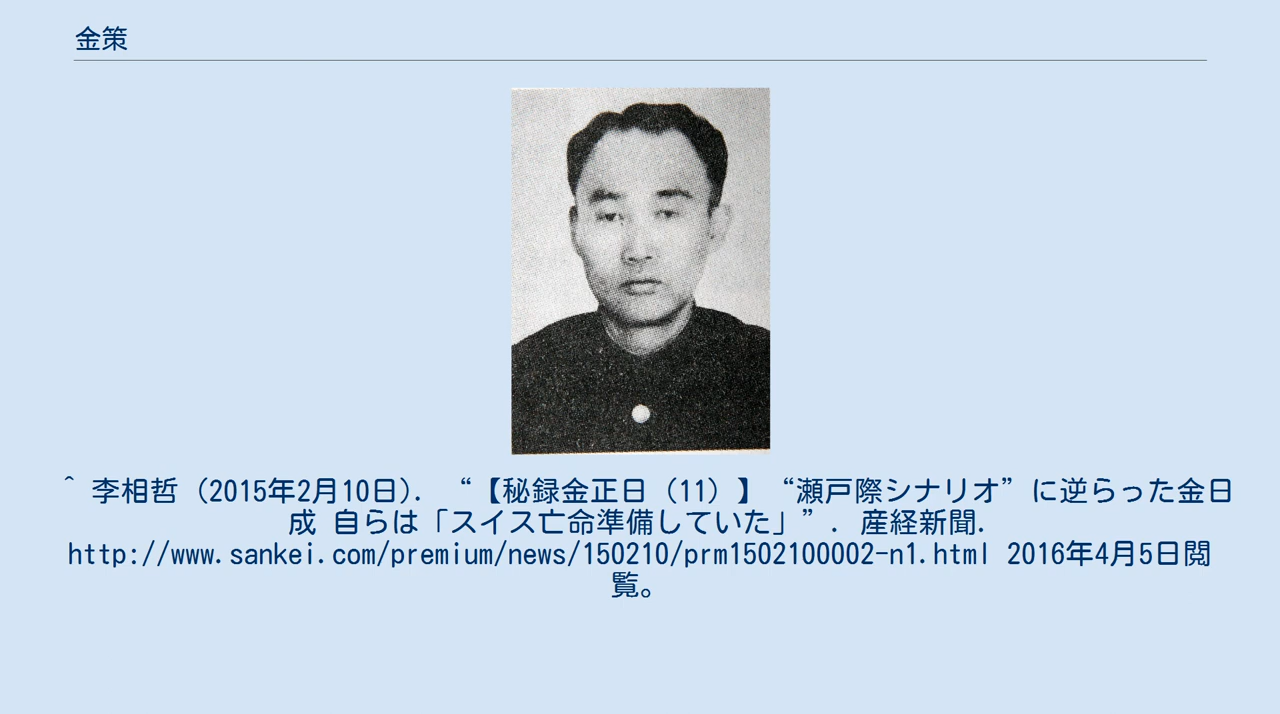 金策
^ 李相哲 (2015年2月10日). “【秘録金正日（11）】“瀬戸際シナリオ”に逆らった金日
成 自らは「スイス亡命準備していた」”. 産経新聞.
http://www.sankei.com/premium/news/150210/prm1502100002-n1.html 2016年4月5日閲
覧。